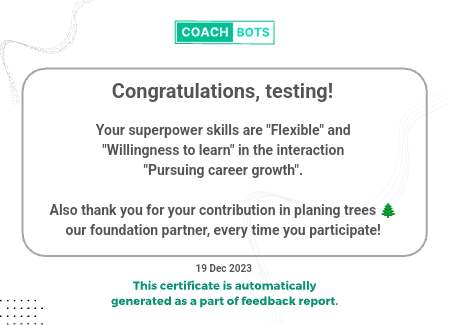 COACH BOTS
Congratulations, testing!
Your superpower skills are "Flexible" and
"Willingness to learn" in the interaction
"Pursuing career growth".
Also thank you for your contribution in planing trees 🌲
our foundation partner, every time you participate!
19 Dec 2023
This certificate is automatically
generated as a part of feedback report.